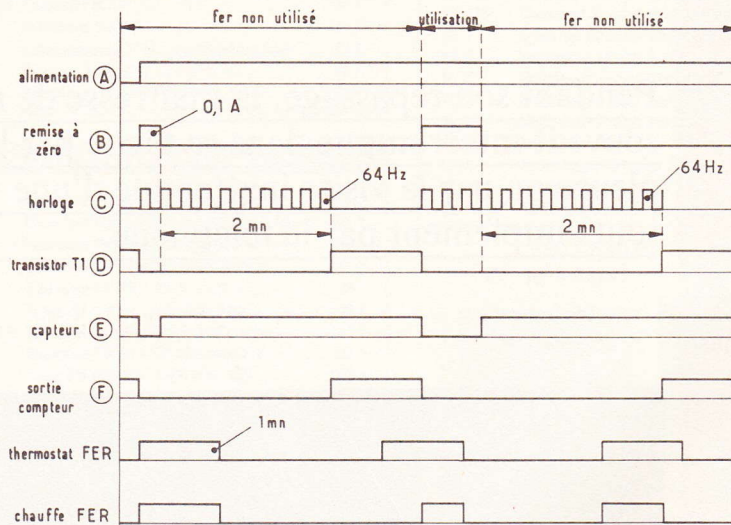 fer non utilisé
utilisation
fer non utilisé
alimentation A
0,1 A
remise à
zéro
B
64 Hz
64 Hz
horloge C
2 mn
2 mn
transistor T1 D
capteur E
sortie
compteur
F
1mn
thermostat FER
chauffe FER